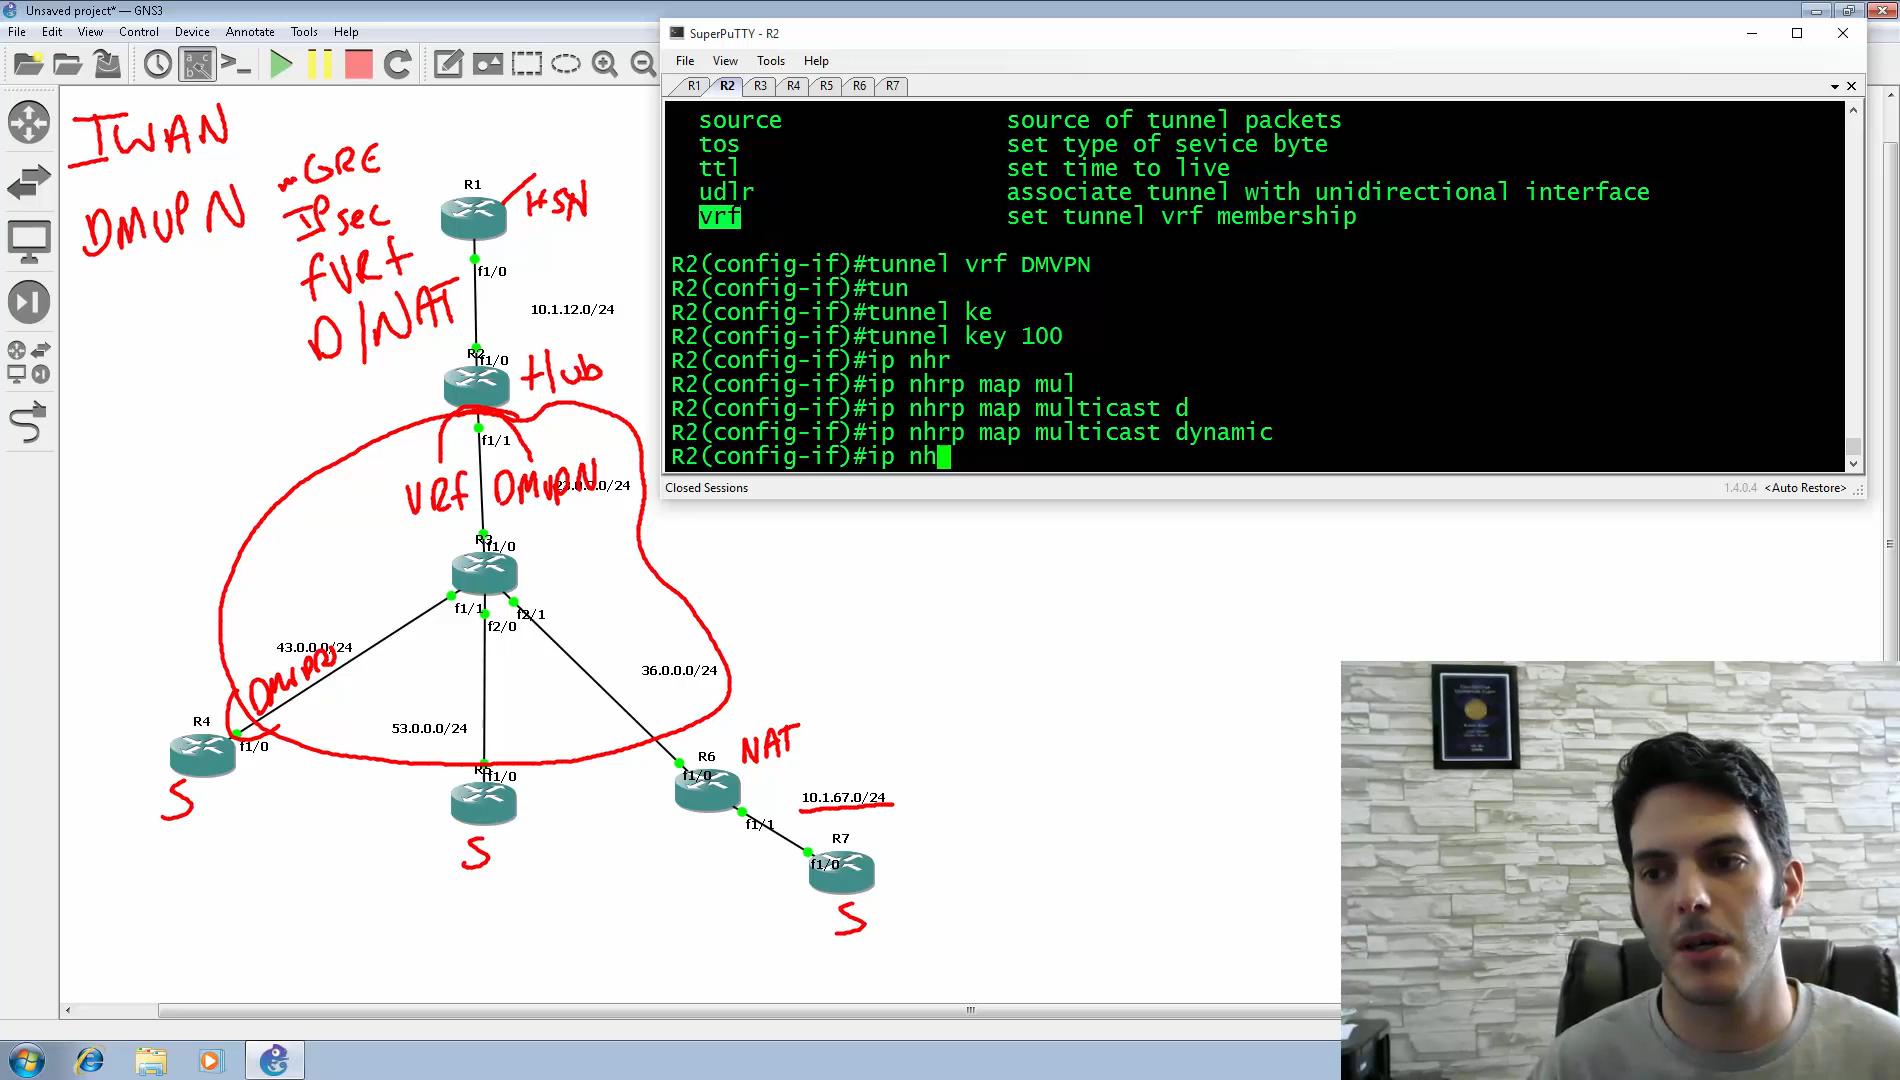 Unsaved project* — GNS3
File Edit View Control Device Annotate Tools Help
SuperPuTTY - R2
File View Tools Help
R1 R2 R3 R4 R5 R6 R7
source source of tunnel packets
tos set type of sevice byte
ttl set time to live
udlr associate tunnel with unidirectional interface
vrf set tunnel vrf membership
R2(config-if)#tunnel vrf DMVPN
R2(config-if)#tun
R2(config-if)#tunnel ke
R2(config-if)#tunnel key 100
R2(config-if)#ip nhr
R2(config-if)#ip nhrp map mul
R2(config-if)#ip nhrp map multicast d
R2(config-if)#ip nhrp map multicast dynamic
R2(config-if)#ip nh
Closed Sessions
1.4.0.4 <Auto Restore>
IWAN
DMVPN
mGRE
IPsec
fVRf
D/NAT
R1
HSN
f1/0
10.1.12.0/24
f1/0
R2
Hub
f1/1
VRf DMVPN
23.0.0.0/24
R3
f1/0
f1/1
f2/1
f2/0
43.0.0.0/24
DMVPN
36.0.0.0/24
R4
f1/0
S
53.0.0.0/24
R5
f1/0
S
R6
NAT
f1/0
10.1.67.0/24
f1/1
R7
f1/0
S